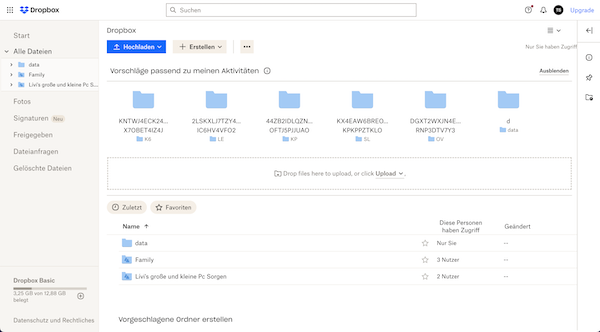 Dropbox
Suchen
Upgrade
Start
Alle Dateien
data
Family
Livi's große und kleine Pc S...
Fotos
Signaturen Neu
Freigegeben
Dateianfragen
Gelöschte Dateien
Dropbox Basic
3,25 GB von 12,88 GB
belegt
Datenschutz und Rechtliches
Dropbox
Hochladen
Erstellen
Nur Sie haben Zugriff
Vorschläge passend zu meinen Aktivitäten
Ausblenden
KNTWJ4ECK24...
X7OBET4IZ4J
K6
2LSKXLJ7TZY4...
IC6HV4VFO2
LE
44ZB2IDLQZN...
OFTJ5PJUAO
KP
KX4EAW6BREO...
KPKPPZTKLO
SL
DGXT2WXJN4E...
RNP3DTV7Y3
OV
d
data
Drop files here to upload, or click Upload
Zuletzt
Favoriten
Name
Diese Personen
haben Zugriff
Geändert
data
Nur Sie
--
Family
3 Nutzer
--
Livi's große und kleine Pc Sorgen
2 Nutzer
--
Vorgeschlagene Ordner erstellen